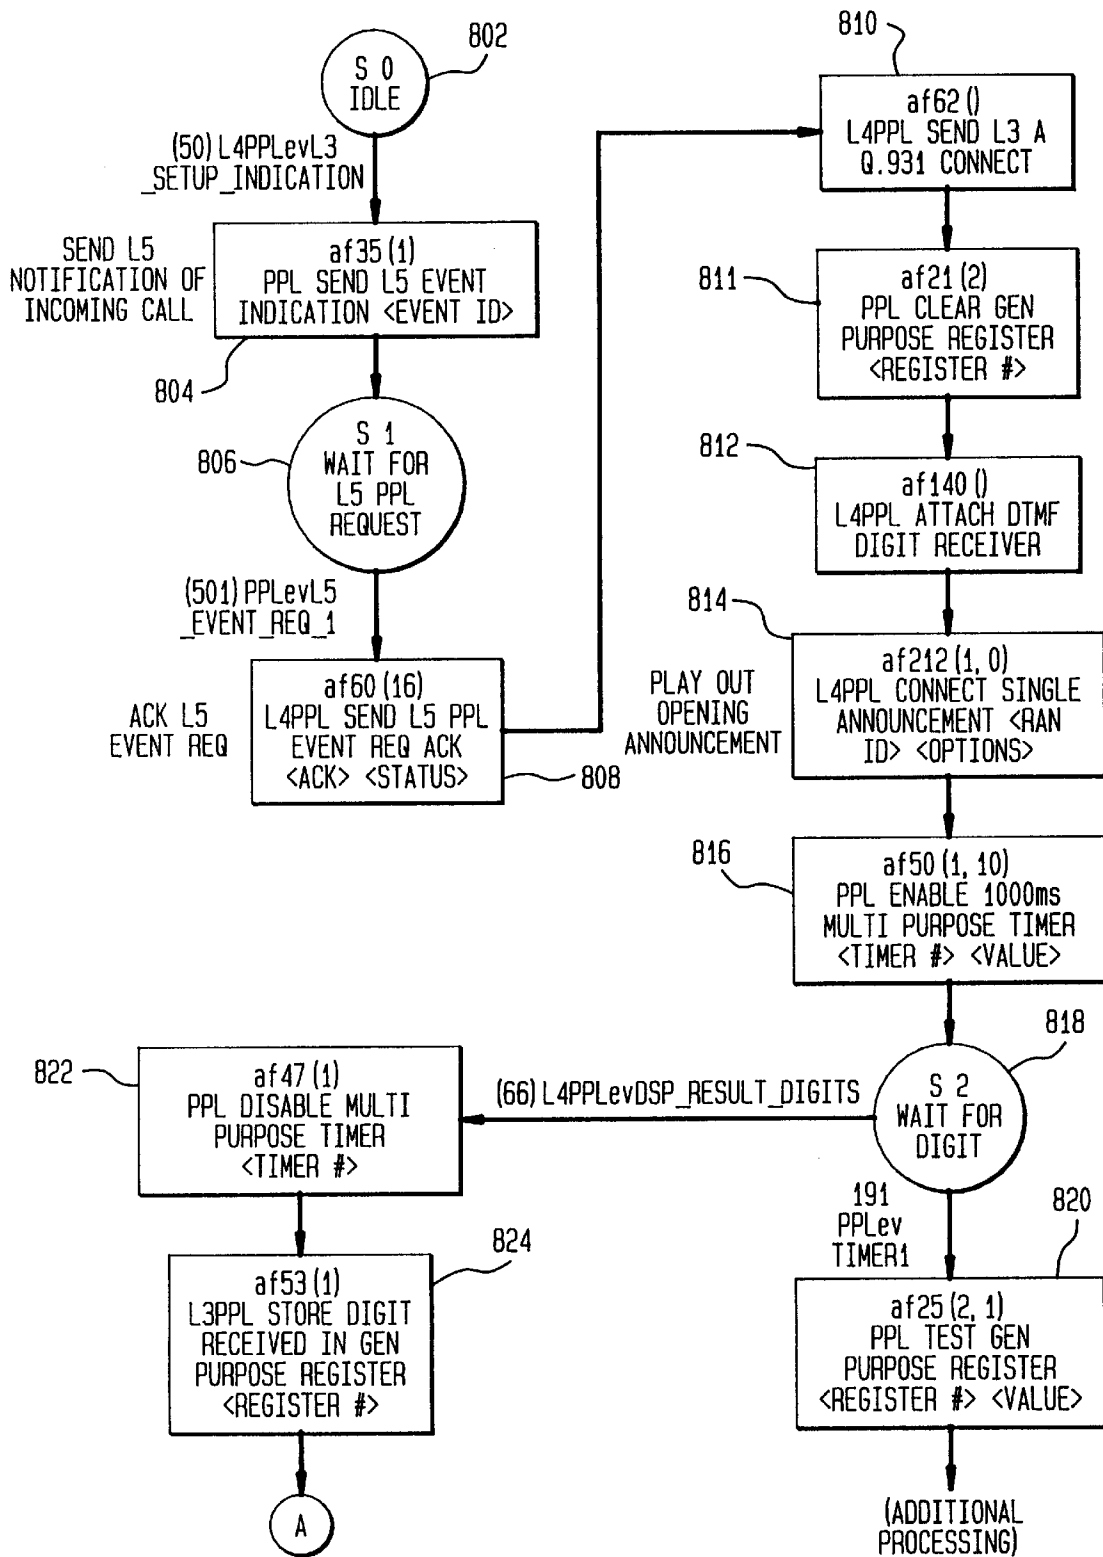 802
S 0
IDLE
(50) L4PPLevL3
_SETUP_INDICATION
SEND L5
NOTIFICATION OF
INCOMING CALL
af35(1)
PPL SEND L5 EVENT
INDICATION <EVENT ID>
804
806
S 1
WAIT FOR
L5 PPL
REQUEST
(501) PPLevL5
_EVENT_REQ_1
ACK L5
EVENT REQ
af60(16)
L4PPL SEND L5 PPL
EVENT REQ ACK
<ACK> <STATUS>
808
810
af62()
L4PPL SEND L3 A
Q.931 CONNECT
811
af21(2)
PPL CLEAR GEN
PURPOSE REGISTER
<REGISTER #>
812
af140()
L4PPL ATTACH DTMF
DIGIT RECEIVER
814
PLAY OUT
OPENING
ANNOUNCEMENT
af212(1, 0)
L4PPL CONNECT SINGLE
ANNOUNCEMENT <RAN
ID> <OPTIONS>
816
af50(1, 10)
PPL ENABLE 1000ms
MULTI PURPOSE TIMER
<TIMER #> <VALUE>
818
S 2
WAIT FOR
DIGIT
(66) L4PPLevDSP_RESULT_DIGITS
822
af47(1)
PPL DISABLE MULTI
PURPOSE TIMER
<TIMER #>
824
af53(1)
L3PPL STORE DIGIT
RECEIVED IN GEN
PURPOSE REGISTER
<REGISTER #>
A
191
PPLev
TIMER1
820
af25(2, 1)
PPL TEST GEN
PURPOSE REGISTER
<REGISTER #> <VALUE>
(ADDITIONAL
PROCESSING)